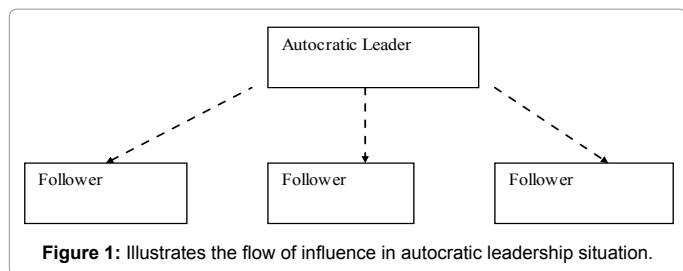 Autocratic Leader
Follower Follower Follower
Figure 1: Illustrates the flow of influence in autocratic leadership situation.